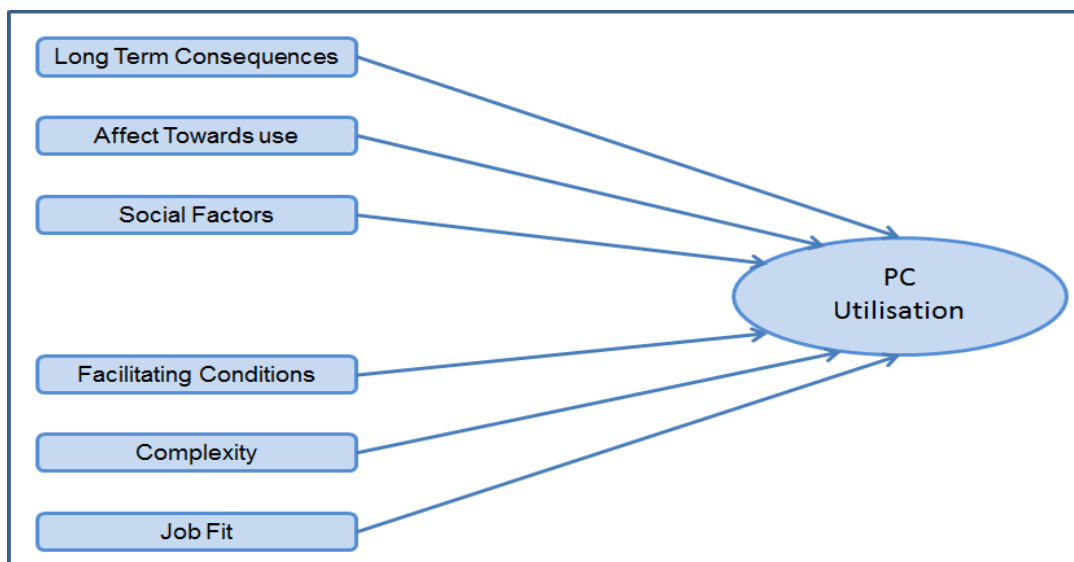 Long Term Consequences
Affect Towards use
Social Factors
PC
Utilisation
Facilitating Conditions
Complexity
Job Fit